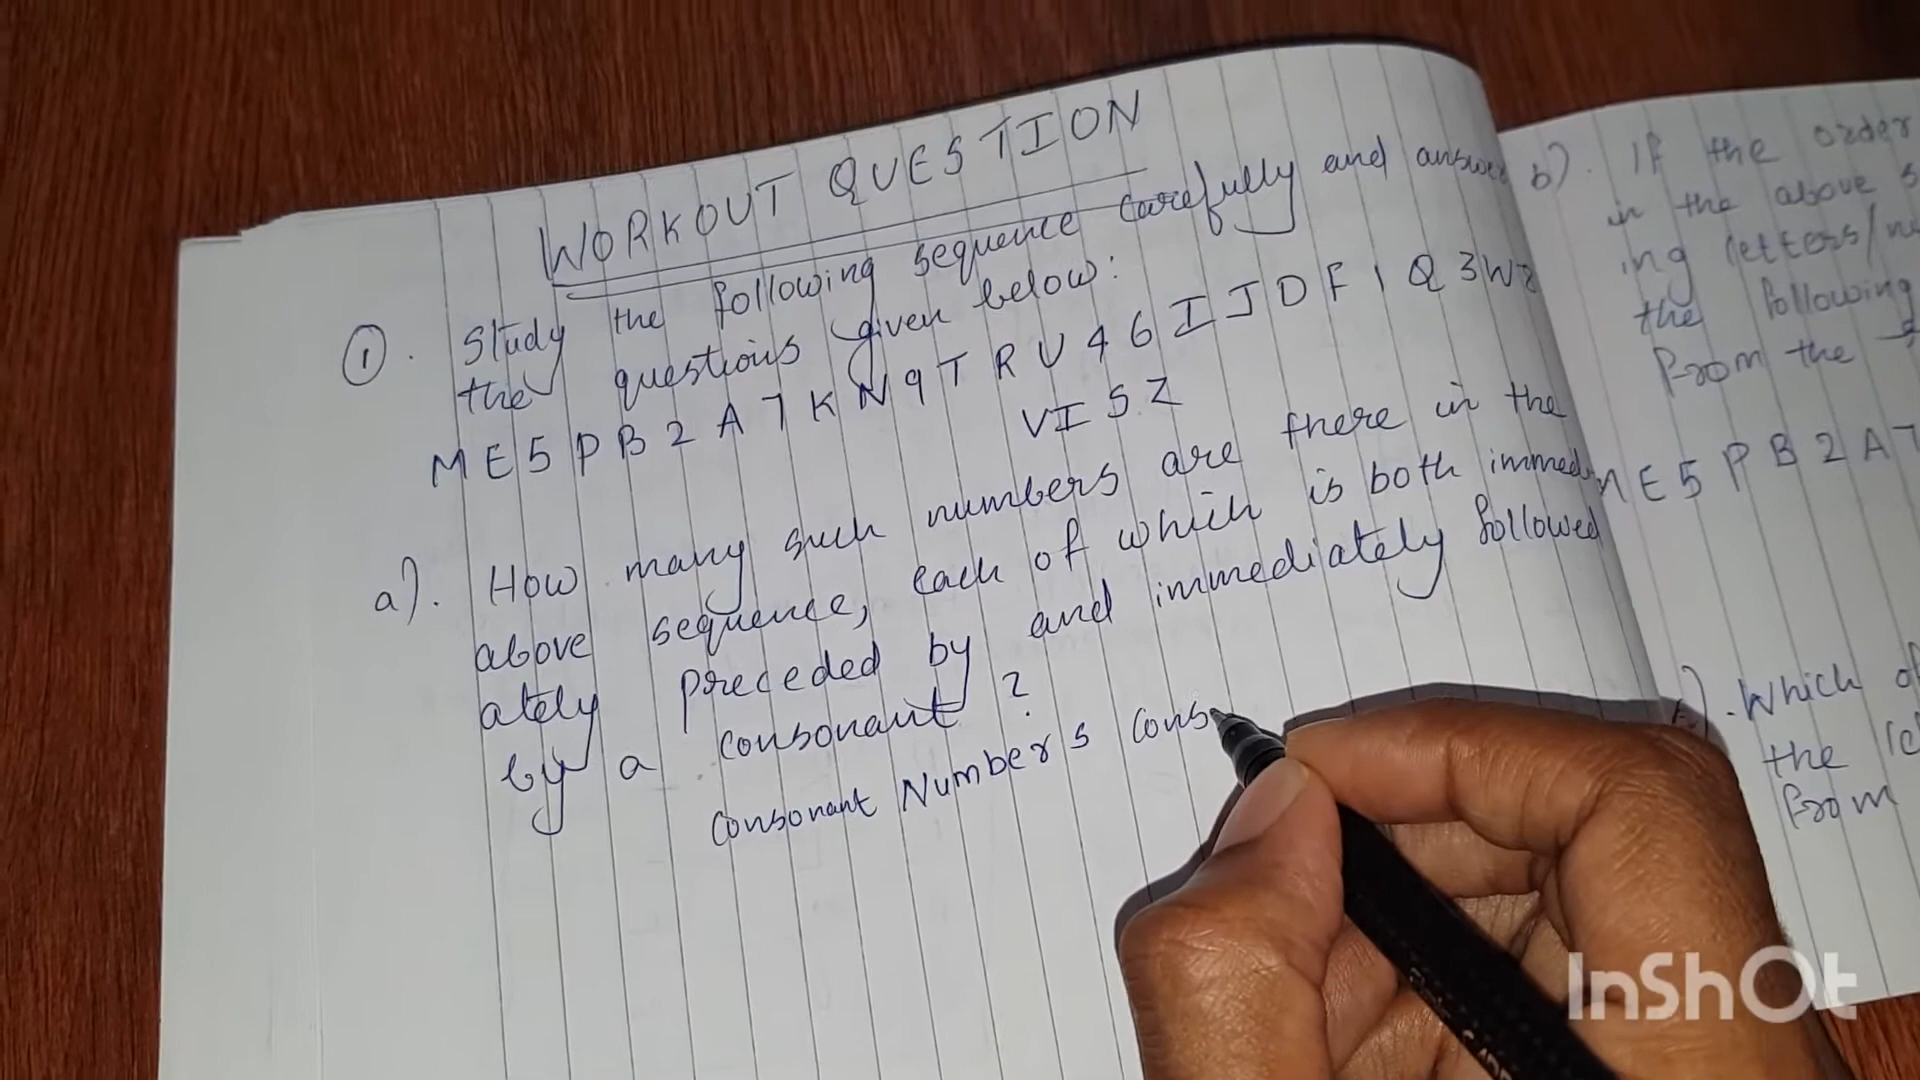 WORKOUT QUESTION
1. Study the following sequence carefully and answer
the questions given below:
M E 5 P B 2 A 7 K N 9 T R U 4 6 I J D F 1 Q 3 W 8
V I S Z
a). How many such numbers are there in the
above sequence, each of which is both immedi
ately preceded by and immediately followed
by a consonant?
Consonant Numbers Cons
b). If the order
in the above s
ing letters/nu
the following
from the
M E 5 P B 2 A 7
c). Which of
the
from
InShOt